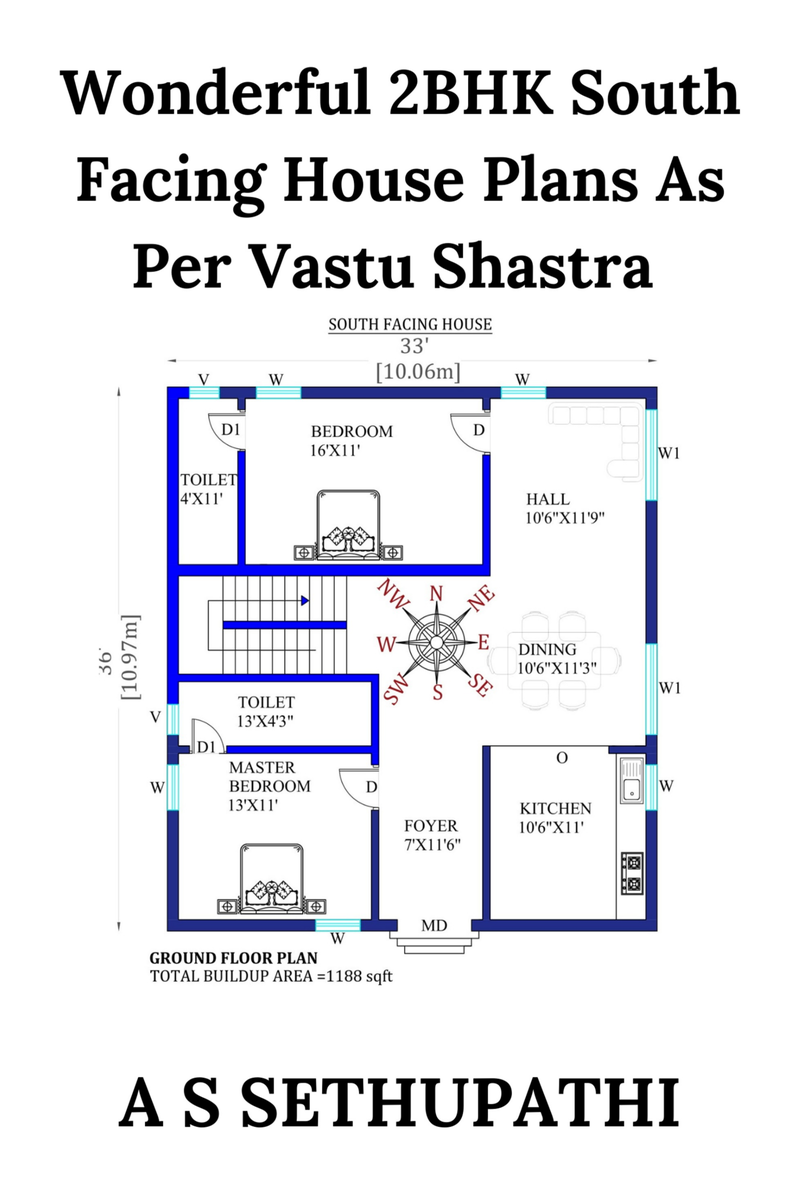 Wonderful 2BHK South
Facing House Plans As
Per Vastu Shastra
SOUTH FACING HOUSE
33'
[10.06m]
V
W
W
D1
BEDROOM
16'X11'
D
W1
TOILET
4'X11'
HALL
10'6"X11'9"
NW
N
NE
W
E
SW
S
SE
36'
[10.97m]
DINING
10'6"X11'3"
W1
TOILET
13'X4'3"
V
D1
O
MASTER
BEDROOM
13'X11'
W
D
W
KITCHEN
10'6"X11'
FOYER
7'X11'6"
MD
W
GROUND FLOOR PLAN
TOTAL BUILDUP AREA =1188 sqft
A S SETHUPATHI